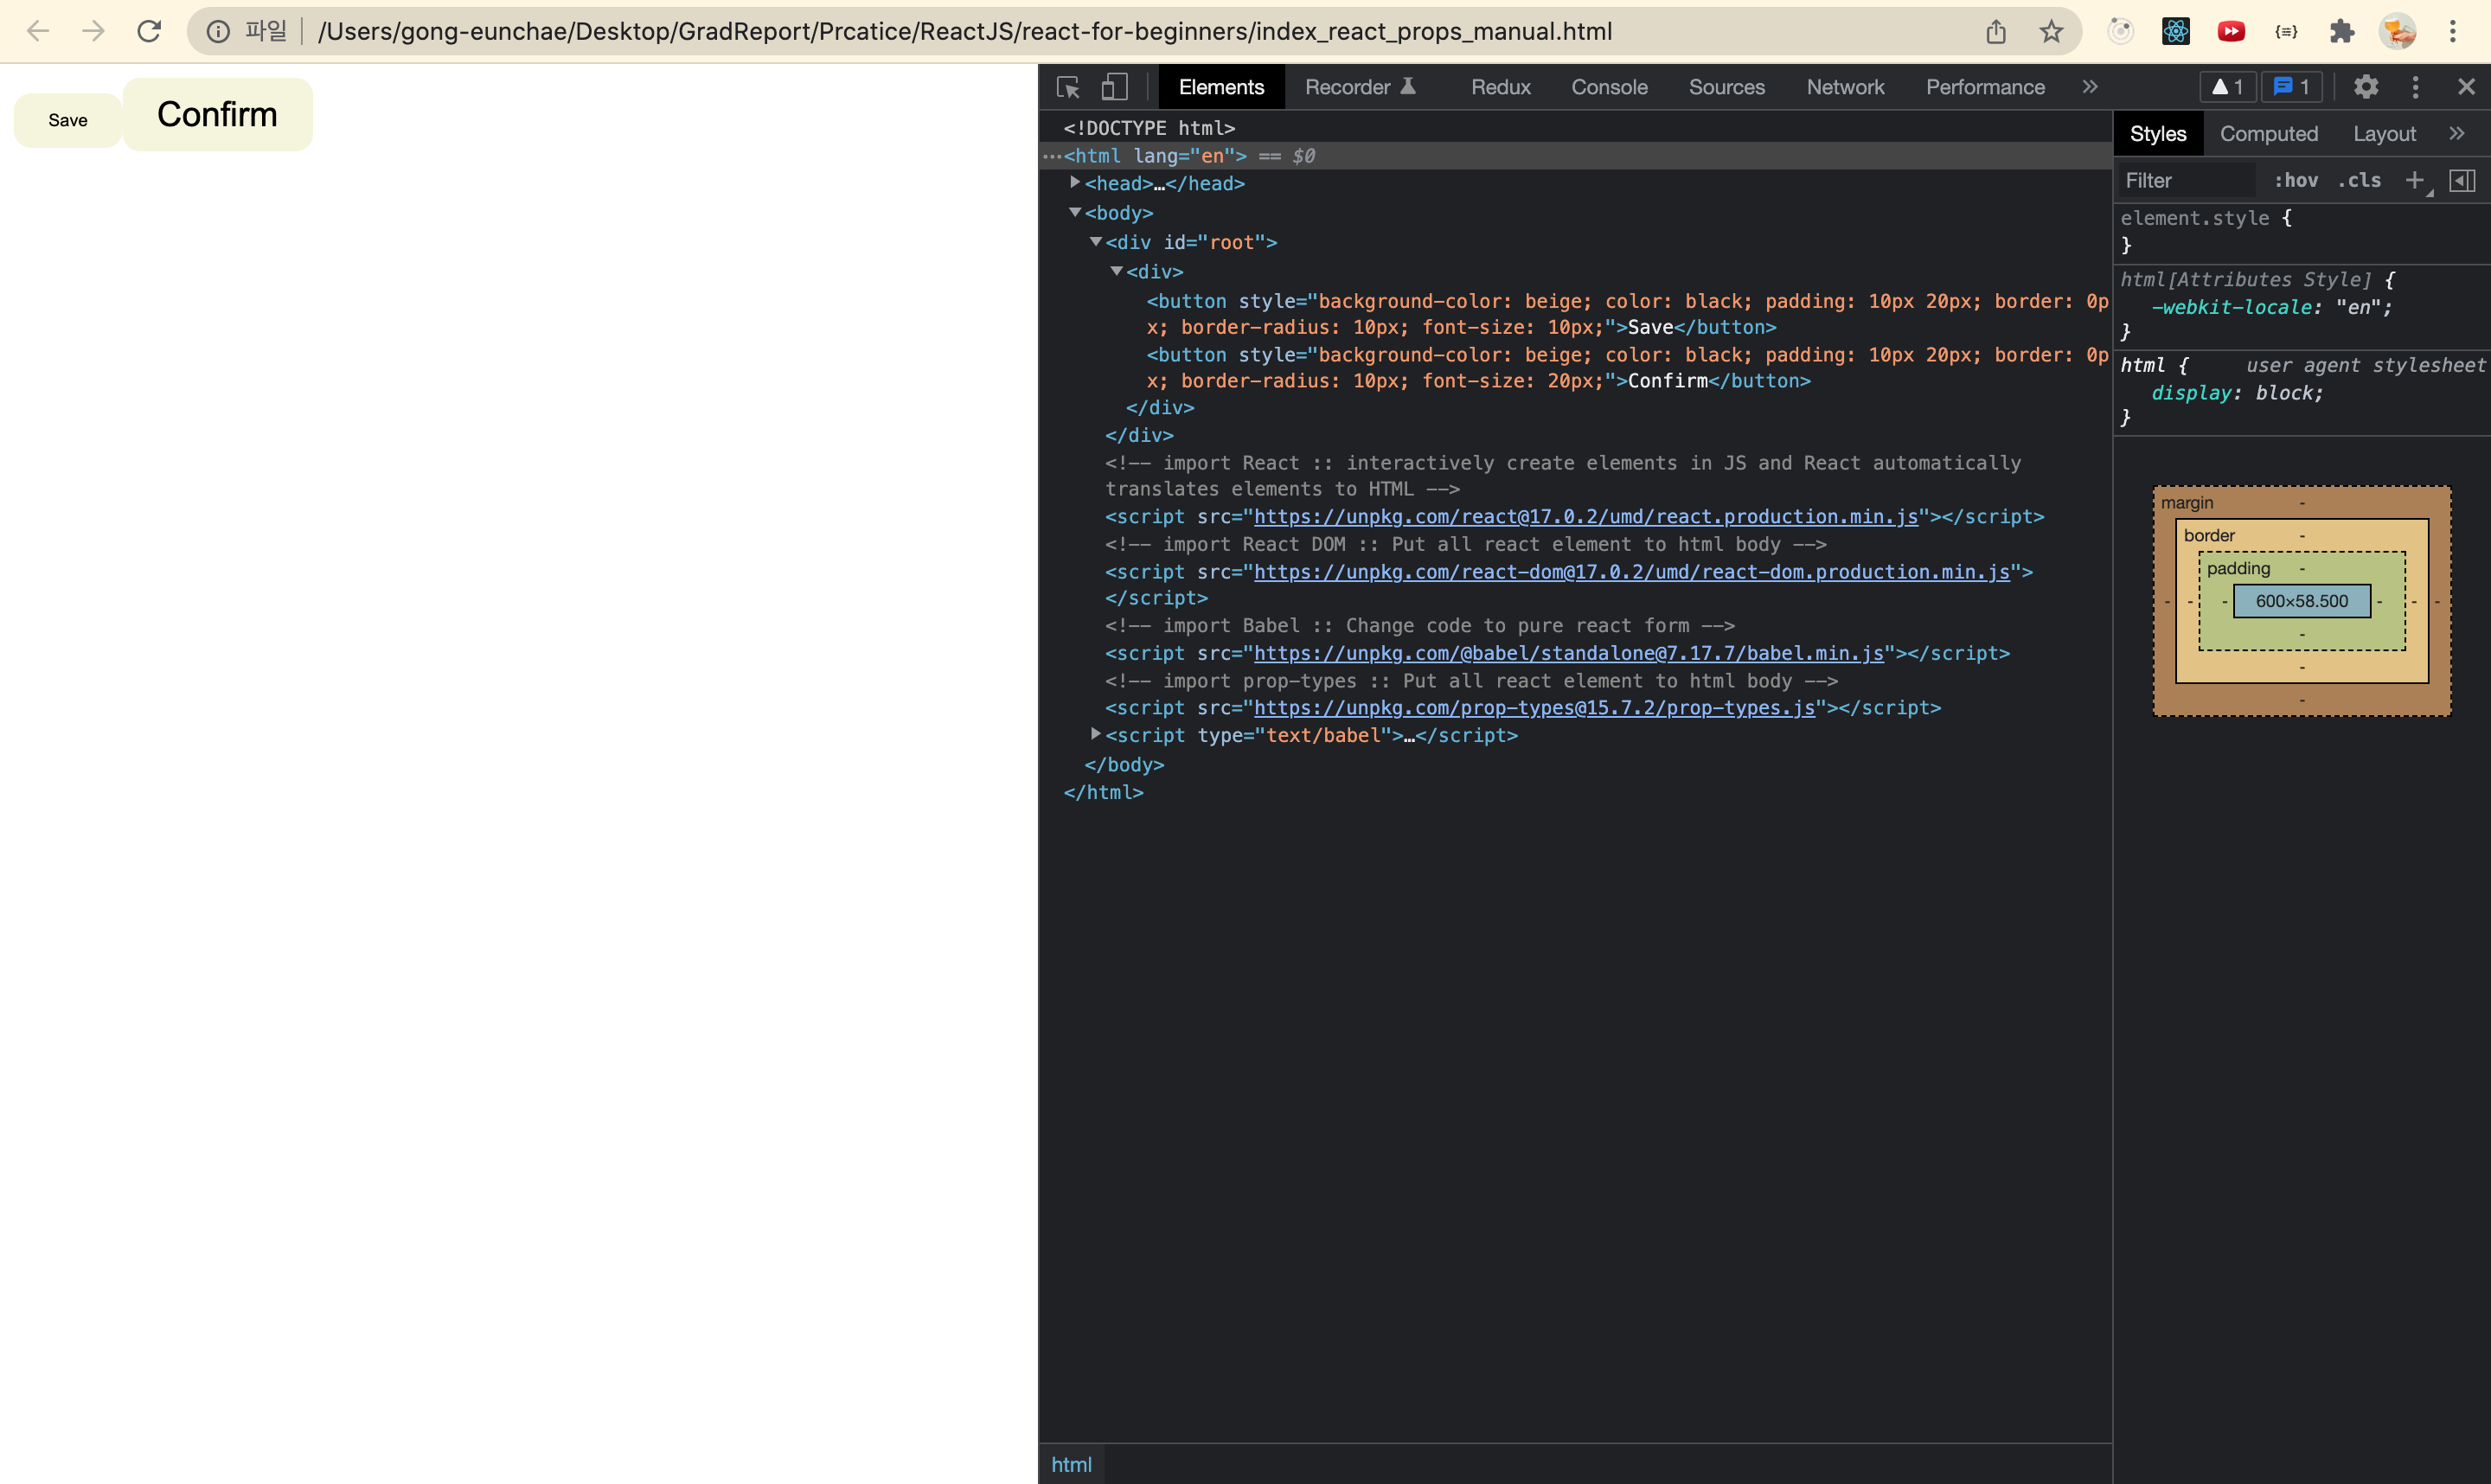 파일 /Users/gong-eunchae/Desktop/GradReport/Prcatice/ReactJS/react-for-beginners/index_react_props_manual.html
Save Confirm
Elements Recorder Redux Console Sources Network Performance » 1 1
<!DOCTYPE html>
…<html lang="en"> == $0
<head>…</head>
<body>
<div id="root">
<div>
<button style="background-color: beige; color: black; padding: 10px 20px; border: 0p
x; border-radius: 10px; font-size: 10px;">Save</button>
<button style="background-color: beige; color: black; padding: 10px 20px; border: 0p
x; border-radius: 10px; font-size: 20px;">Confirm</button>
</div>
</div>
<!-- import React :: interactively create elements in JS and React automatically
translates elements to HTML -->
<script src="https://unpkg.com/react@17.0.2/umd/react.production.min.js"></script>
<!-- import React DOM :: Put all react element to html body -->
<script src="https://unpkg.com/react-dom@17.0.2/umd/react-dom.production.min.js">
</script>
<!-- import Babel :: Change code to pure react form -->
<script src="https://unpkg.com/@babel/standalone@7.17.7/babel.min.js"></script>
<!-- import prop-types :: Put all react element to html body -->
<script src="https://unpkg.com/prop-types@15.7.2/prop-types.js"></script>
<script type="text/babel">…</script>
</body>
</html>
html
Styles Computed Layout »
Filter :hov .cls +
element.style {
}
html[Attributes Style] {
-webkit-locale: "en";
}
html { user agent stylesheet
display: block;
}
margin -
border -
padding -
- - - 600×58.500 - - -
-
-
-